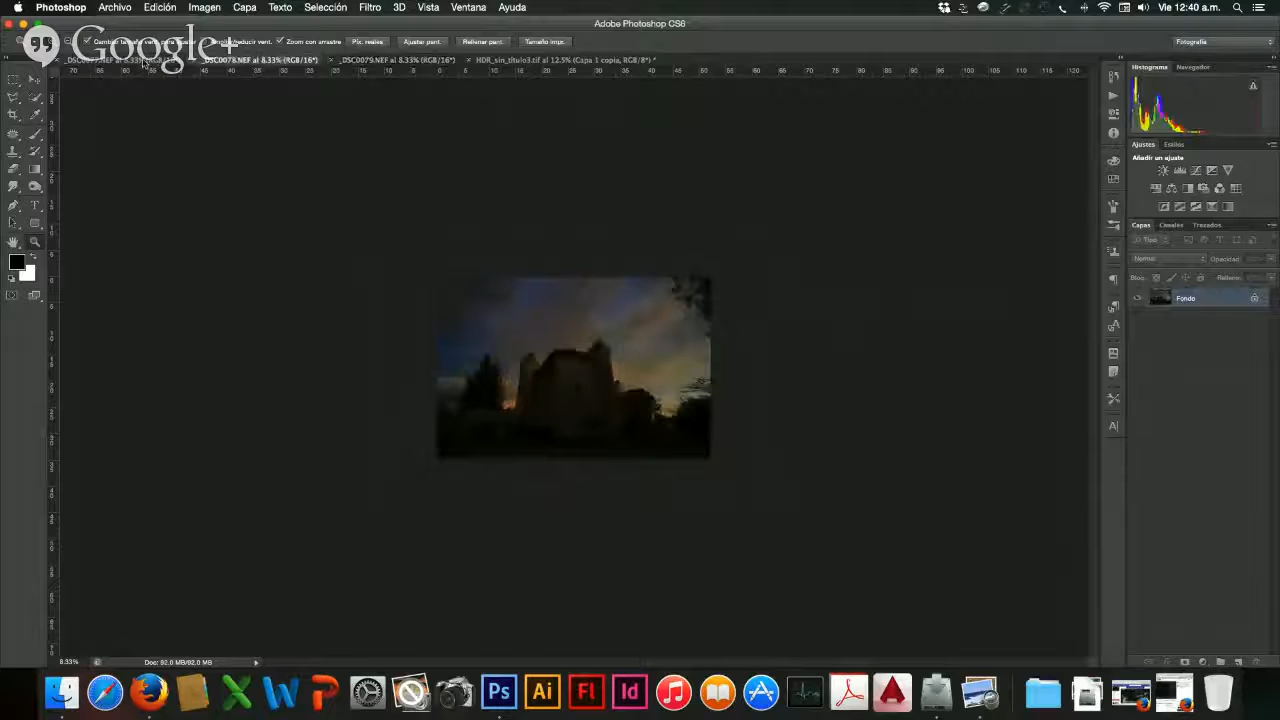 Photoshop Archivo Edición Imagen Capa Texto Selección Filtro 3D Vista Ventana Ayuda Vie 12:40 a.m.
Adobe Photoshop CS6
Google+
Zoom con arrastre Píx. reales Ajustar pant. Rellenar pant. Tamaño impr. Fotografía
_DSC0078.NEF al 8.33% (RGB/16*) _DSC0079.NEF al 8.33% (RGB/16*) HDR_sin_titulo3.tif al 12.5% (Capa 1 copia, RGB/8*) *
Histograma Navegador
Ajustes Estilos
Añadir un ajuste
Capas Canales Trazados
Tipo
Normal Opacidad:
Bloq.: Relleno:
Fondo
8.33% Doc: 92.0 MB/92.0 MB
Ps Ai Fl Id